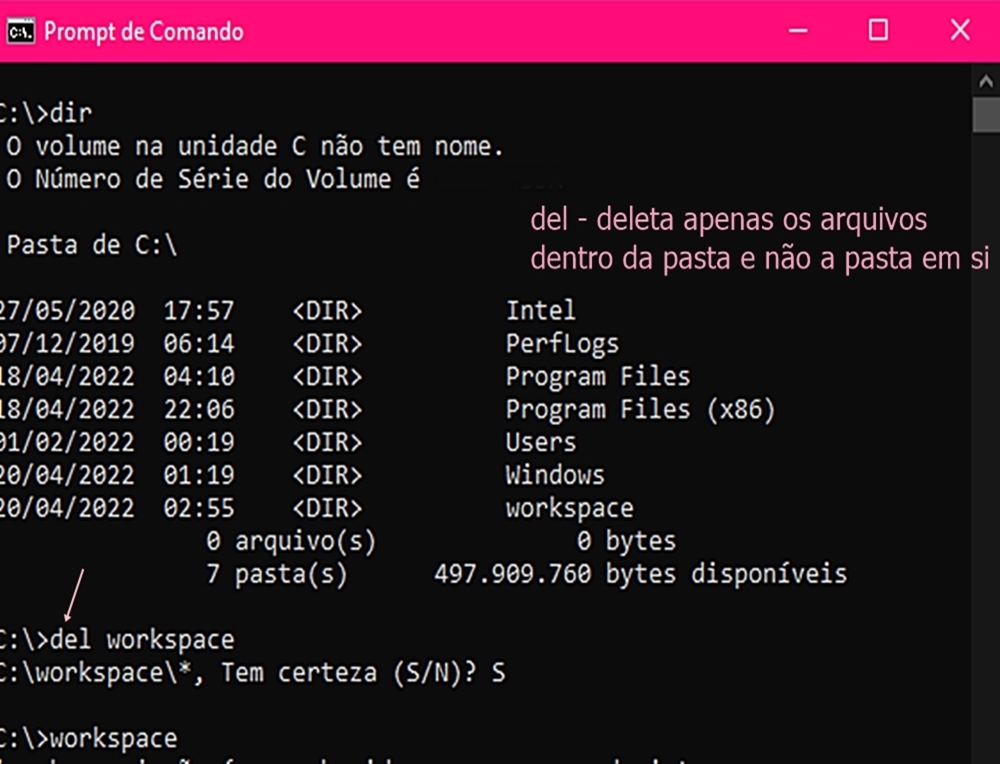 Prompt de Comando
C:\>dir
O volume na unidade C não tem nome.
O Número de Série do Volume é
del - deleta apenas os arquivos
dentro da pasta e não a pasta em si
Pasta de C:\
27/05/2020 17:57 <DIR> Intel
07/12/2019 06:14 <DIR> PerfLogs
18/04/2022 04:10 <DIR> Program Files
18/04/2022 22:06 <DIR> Program Files (x86)
01/02/2022 00:19 <DIR> Users
20/04/2022 01:19 <DIR> Windows
20/04/2022 02:55 <DIR> workspace
0 arquivo(s) 0 bytes
7 pasta(s) 497.909.760 bytes disponíveis
C:\>del workspace
C:\workspace\*, Tem certeza (S/N)? S
C:\>workspace